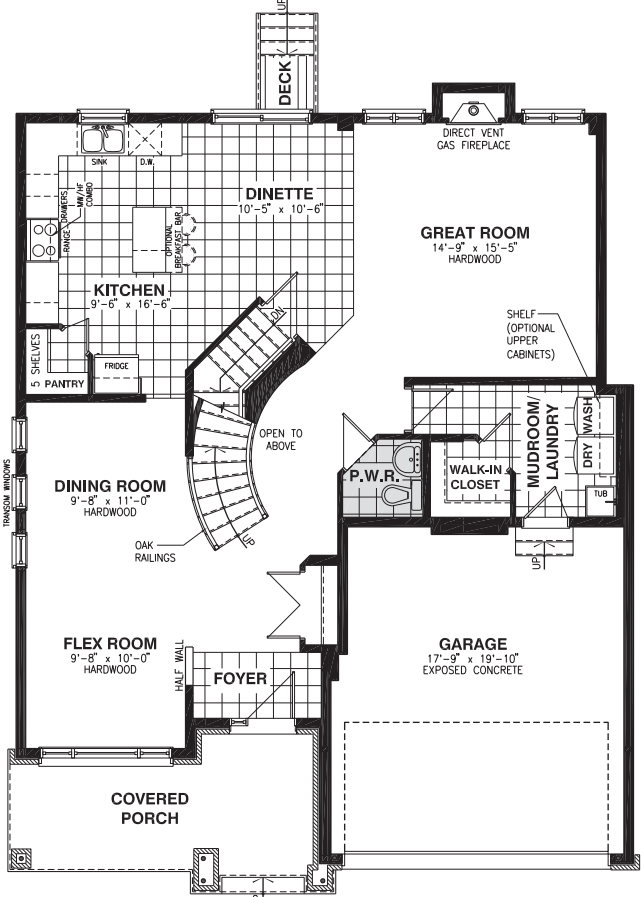 UP
DECK
DIRECT VENT
GAS FIREPLACE
SINK
D.W.
DRAWERS
MW/HF
COMBO
RANGE
DINETTE
10'-5" x 10'-6"
OPTIONAL
BREAKFAST BAR
GREAT ROOM
14'-9" x 15'-5"
HARDWOOD
KITCHEN
9'-6" x 16'-6"
DN
SHELF
(OPTIONAL
UPPER
CABINETS)
5 SHELVES
PANTRY
FRIDGE
OPEN TO
ABOVE
MUDROOM/
LAUNDRY
WASH
DRY
TUB
P.W.R.
WALK-IN
CLOSET
TRANSOM WINDOWS
DINING ROOM
9'-8" x 11'-0"
HARDWOOD
OAK
RAILINGS
UP
UP
FLEX ROOM
9'-8" x 10'-0"
HARDWOOD
HALF WALL
FOYER
GARAGE
17'-9" x 19'-10"
EXPOSED CONCRETE
COVERED
PORCH